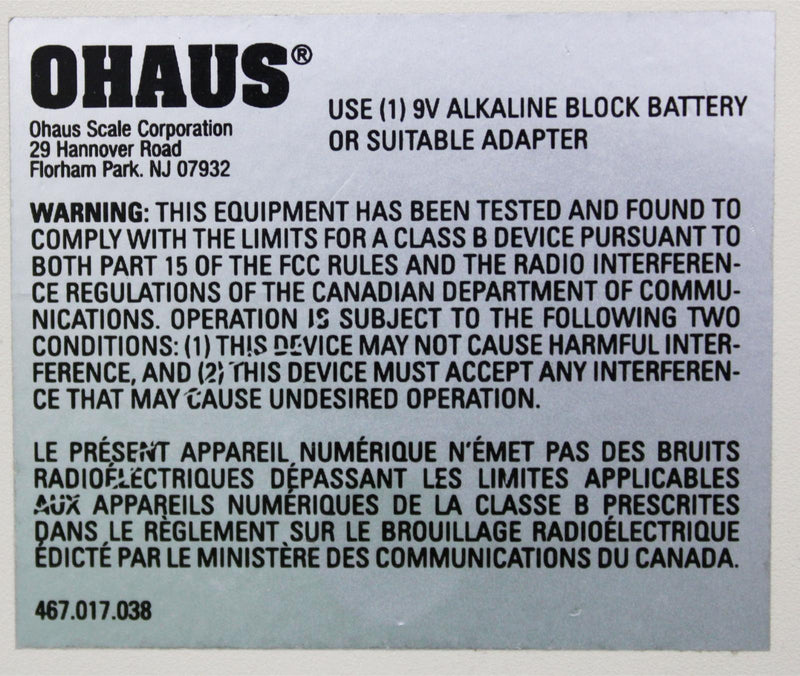 OHAUS®
Ohaus Scale Corporation
29 Hannover Road
Florham Park. NJ 07932
USE (1) 9V ALKALINE BLOCK BATTERY
OR SUITABLE ADAPTER
WARNING: THIS EQUIPMENT HAS BEEN TESTED AND FOUND TO
COMPLY WITH THE LIMITS FOR A CLASS B DEVICE PURSUANT TO
BOTH PART 15 OF THE FCC RULES AND THE RADIO INTERFEREN-
CE REGULATIONS OF THE CANADIAN DEPARTMENT OF COMMU-
NICATIONS. OPERATION IS SUBJECT TO THE FOLLOWING TWO
CONDITIONS: (1) THIS DEVICE MAY NOT CAUSE HARMFUL INTER-
FERENCE, AND (2) THIS DEVICE MUST ACCEPT ANY INTERFEREN-
CE THAT MAY CAUSE UNDESIRED OPERATION.
LE PRÉSENT APPAREIL NUMÉRIQUE N'ÉMET PAS DES BRUITS
RADIOÉLECTRIQUES DÉPASSANT LES LIMITES APPLICABLES
AUX APPAREILS NUMÉRIQUES DE LA CLASSE B PRESCRITES
DANS LE RÈGLEMENT SUR LE BROUILLAGE RADIOÉLECTRIQUE
ÉDICTÉ PAR LE MINISTÈRE DES COMMUNICATIONS DU CANADA.
467.017.038